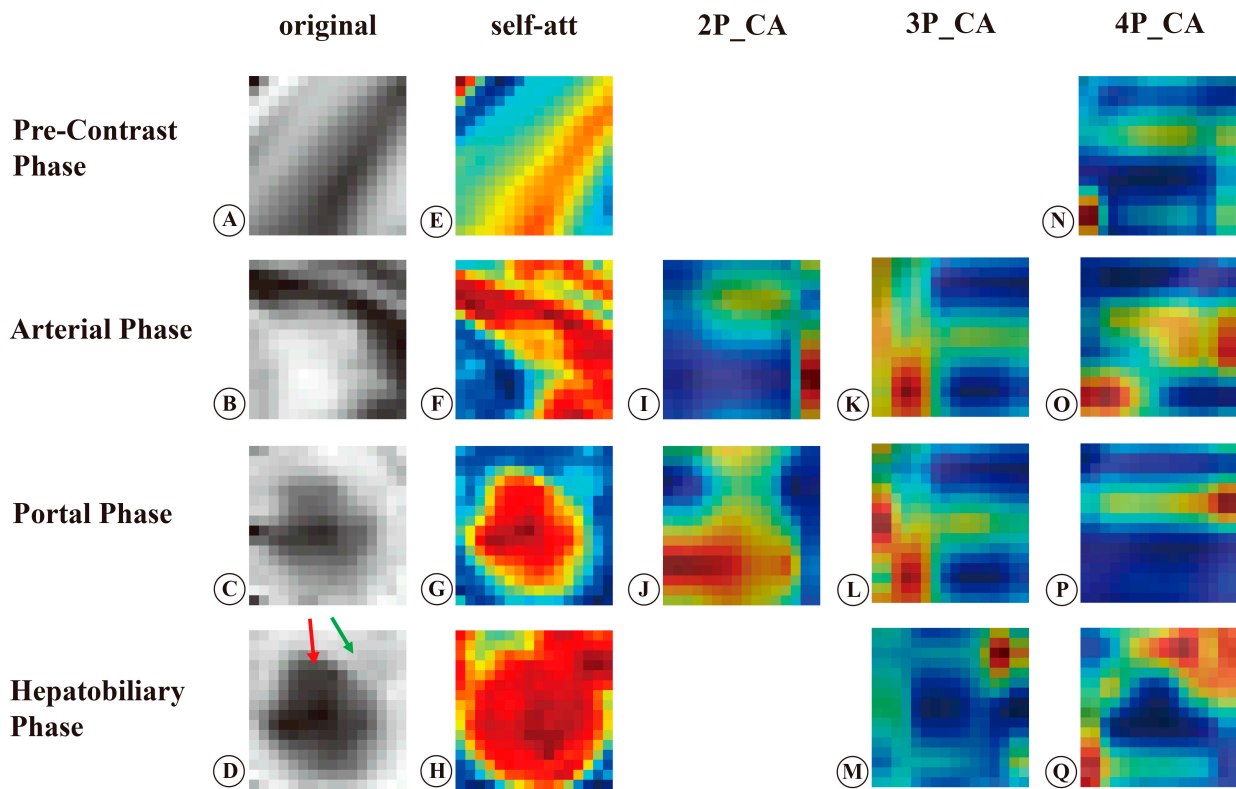 original self-att 2P_CA 3P_CA 4P_CA
Pre-Contrast
Phase
A E N
Arterial Phase
B F I K O
Portal Phase
C G J L P
Hepatobiliary
Phase
D H M Q